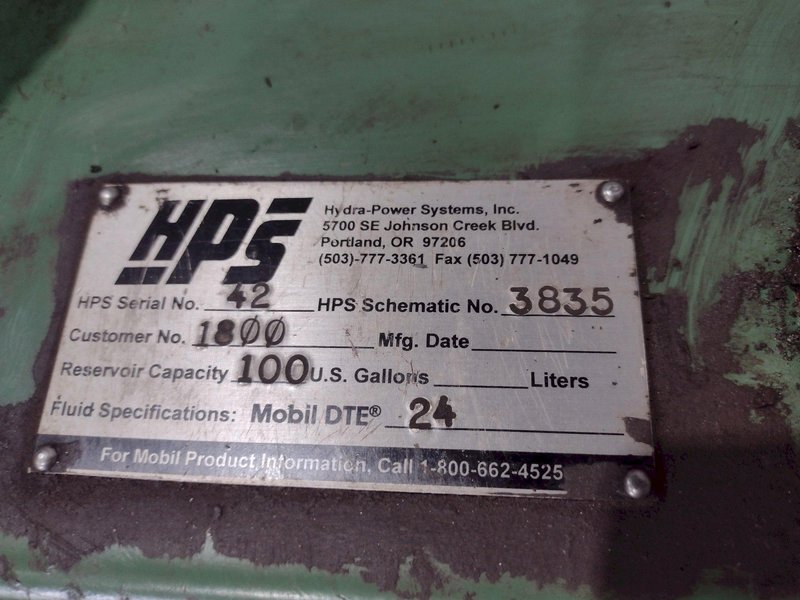 HPS
Hydra-Power Systems, Inc.
5700 SE Johnson Creek Blvd.
Portland, OR 97206
(503)-777-3361 Fax (503) 777-1049
HPS Serial No. 42 HPS Schematic No. 3835
Customer No. 1800 Mfg. Date
Reservoir Capacity 100 U.S. Gallons Liters
Fluid Specifications: Mobil DTE® 24
For Mobil Product Information, Call 1-800-662-4525